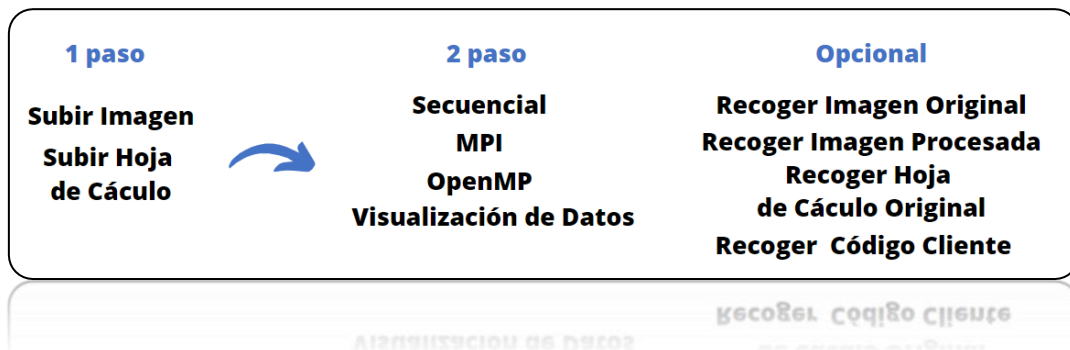 1 paso
Subir Imagen
Subir Hoja
de Cáculo
2 paso
Secuencial
MPI
OpenMP
Visualización de Datos
Opcional
Recoger Imagen Original
Recoger Imagen Procesada
Recoger Hoja
de Cáculo Original
Recoger Código Cliente